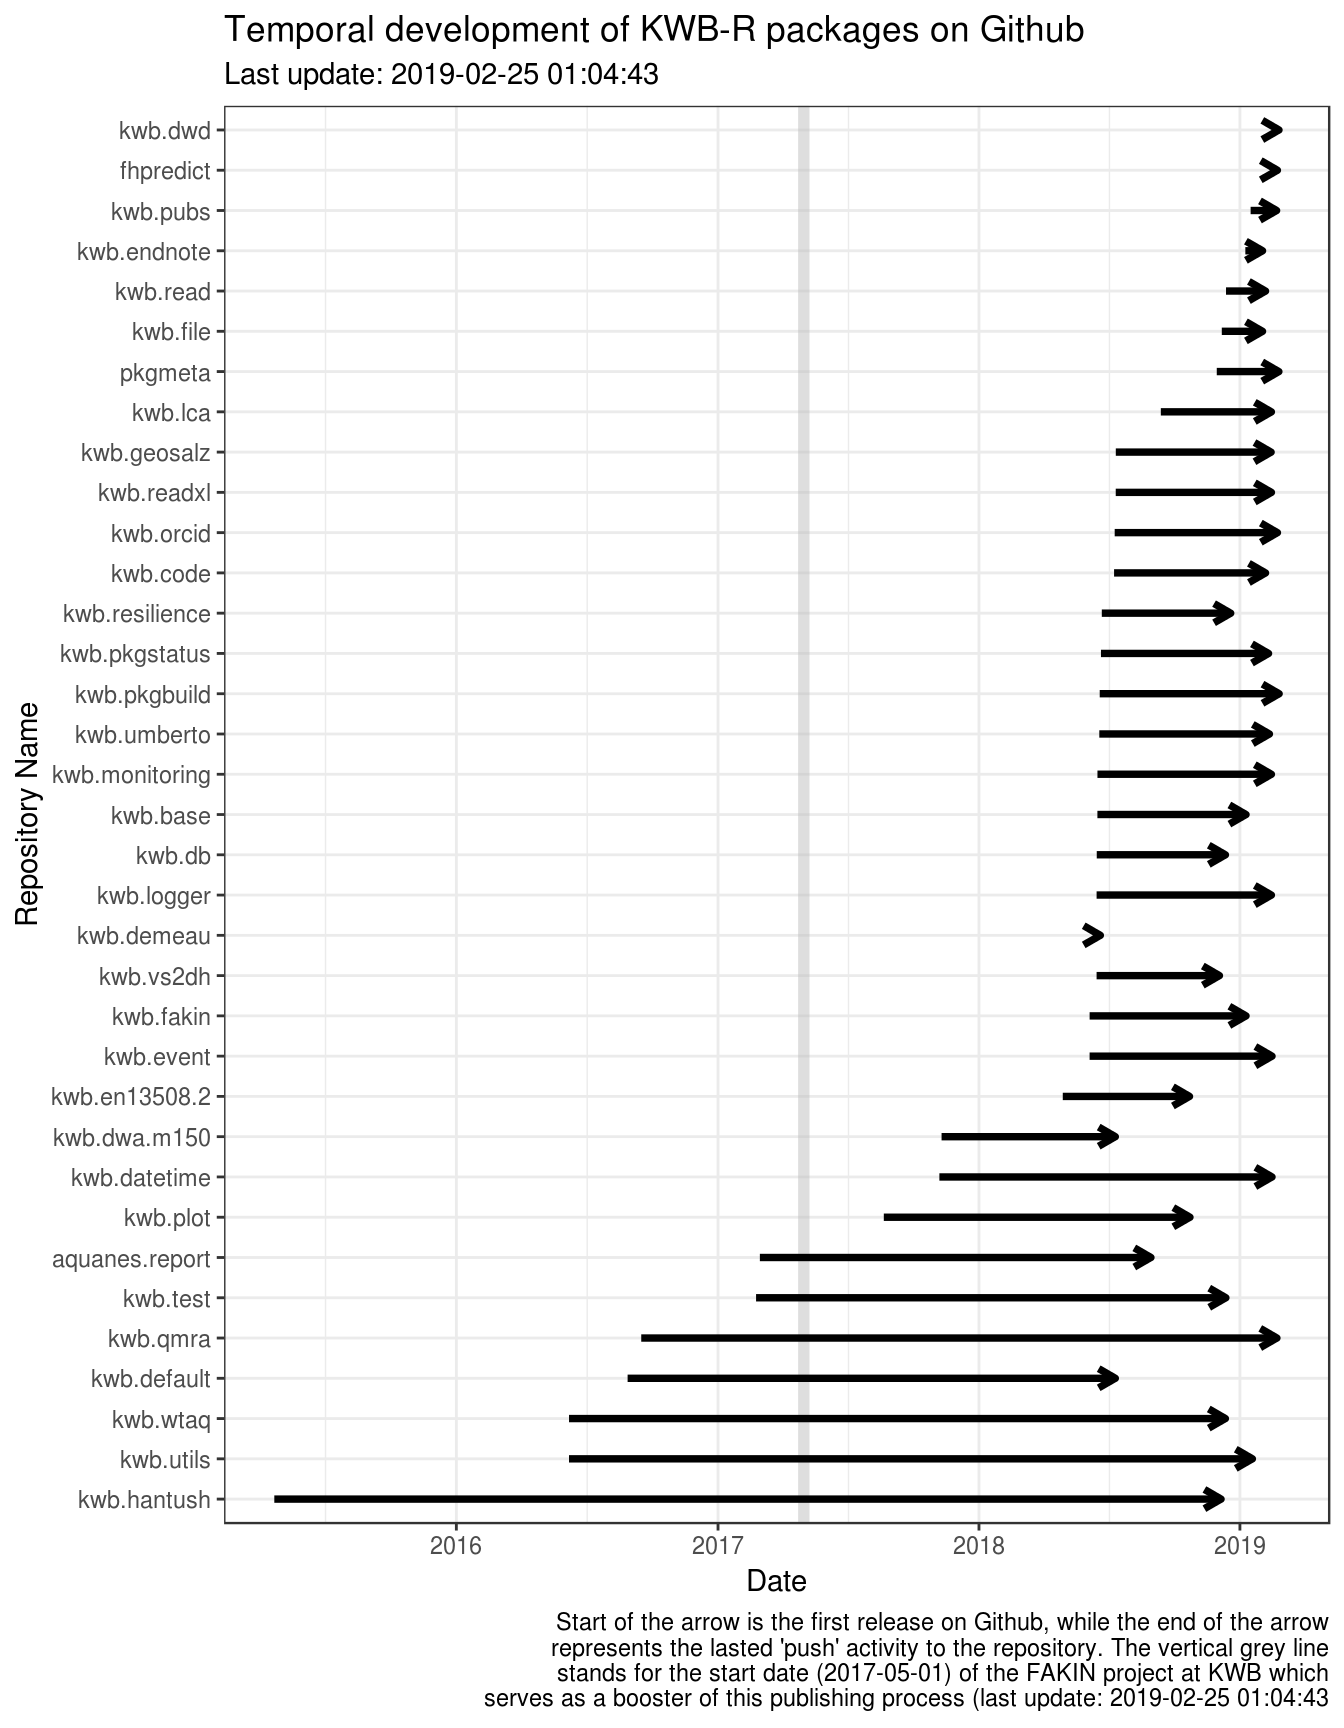 Temporal development of KWB-R packages on Github
Last update: 2019-02-25 01:04:43
Repository Name
kwb.dwd
fhpredict
kwb.pubs
kwb.endnote
kwb.read
kwb.file
pkgmeta
kwb.lca
kwb.geosalz
kwb.readxl
kwb.orcid
kwb.code
kwb.resilience
kwb.pkgstatus
kwb.pkgbuild
kwb.umberto
kwb.monitoring
kwb.base
kwb.db
kwb.logger
kwb.demeau
kwb.vs2dh
kwb.fakin
kwb.event
kwb.en13508.2
kwb.dwa.m150
kwb.datetime
kwb.plot
aquanes.report
kwb.test
kwb.qmra
kwb.default
kwb.wtaq
kwb.utils
kwb.hantush
2016 2017 2018 2019
Date
Start of the arrow is the first release on Github, while the end of the arrow
represents the lasted 'push' activity to the repository. The vertical grey line
stands for the start date (2017-05-01) of the FAKIN project at KWB which
serves as a booster of this publishing process (last update: 2019-02-25 01:04:43